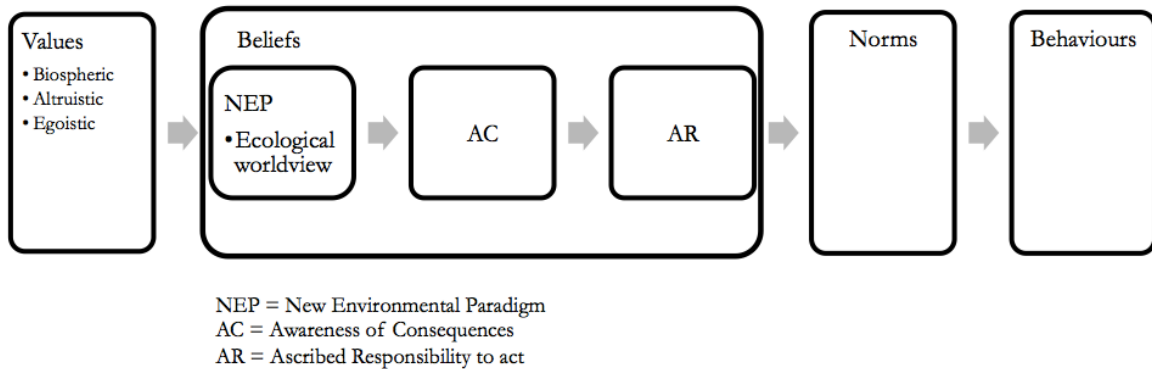 Values
• Biospheric
• Altruistic
• Egoistic
Beliefs
NEP
•Ecological
worldview
AC
AR
Norms
Behaviours
NEP = New Environmental Paradigm
AC = Awareness of Consequences
AR = Ascribed Responsibility to act